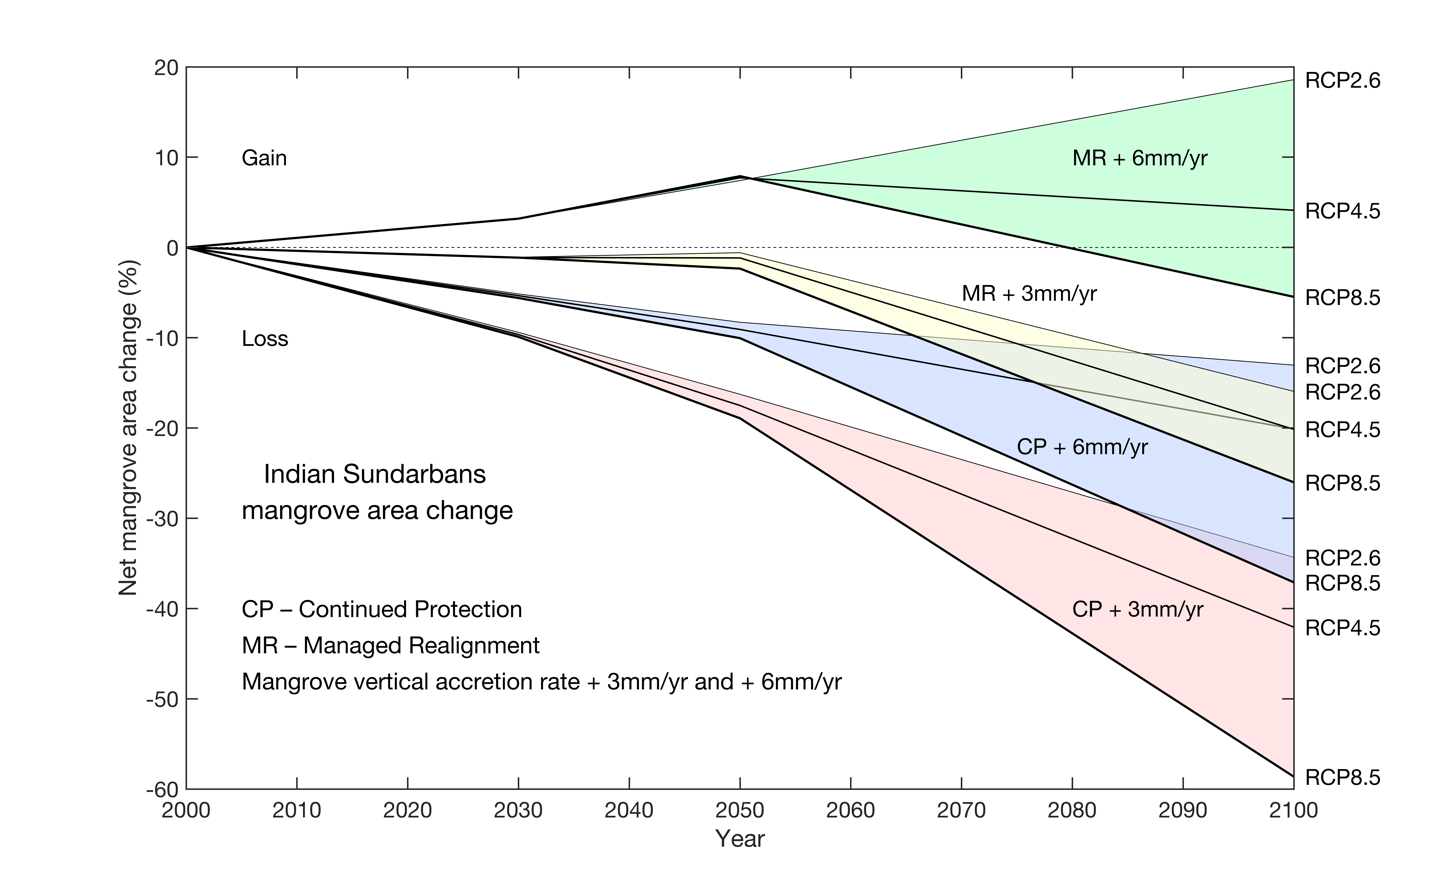 20
RCP2.6
10
Gain
MR + 6mm/yr
RCP4.5
0
MR + 3mm/yr
RCP8.5
-10
Loss
RCP2.6
RCP2.6
-20
RCP4.5
CP + 6mm/yr
Indian Sundarbans
mangrove area change
RCP8.5
-30
RCP2.6
RCP8.5
-40
CP – Continued Protection
CP + 3mm/yr
RCP4.5
MR – Managed Realignment
Mangrove vertical accretion rate + 3mm/yr and + 6mm/yr
-50
RCP8.5
-60
Net mangrove area change (%)
2000 2010 2020 2030 2040 2050 2060 2070 2080 2090 2100
Year